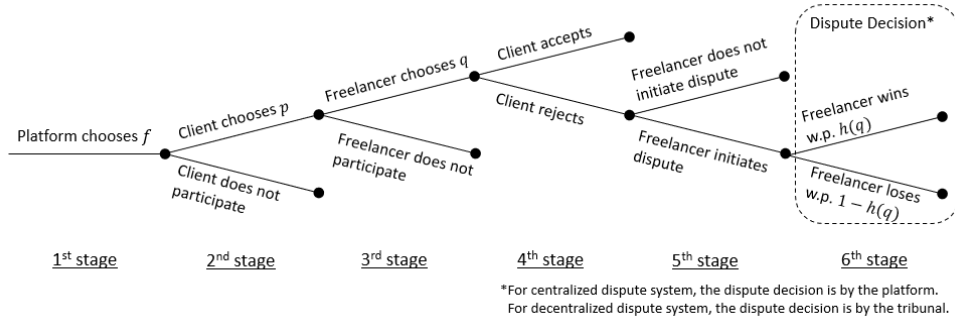 Dispute Decision*
Client accepts
Freelancer does not
initiate dispute
Freelancer chooses q
Client rejects
Freelancer wins
w.p. h(q)
Client chooses p
Platform chooses f
Freelancer does not
participate
Freelancer initiates
dispute
Client does not
participate
Freelancer loses
w.p. 1 − h(q)
1st stage
2nd stage
3rd stage
4th stage
5th stage
6th stage
*For centralized dispute system, the dispute decision is by the platform.
For decentralized dispute system, the dispute decision is by the tribunal.